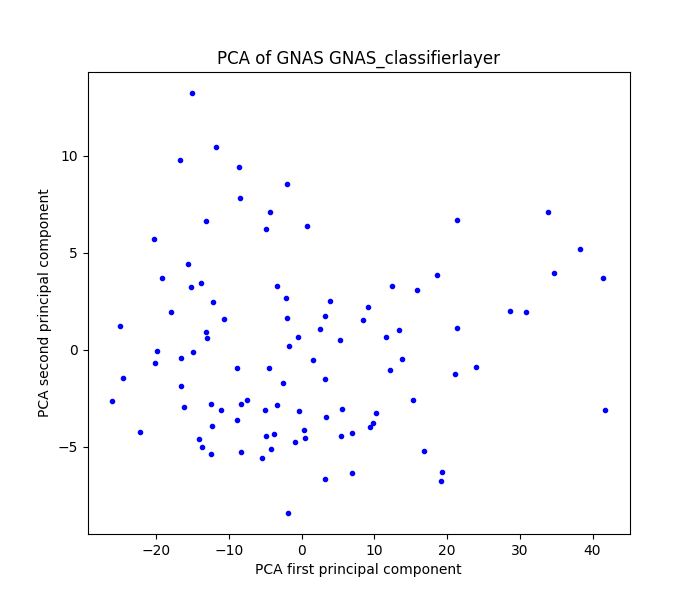 PCA of GNAS GNAS_classifierlayer
10
5
0
−5
PCA second principal component
−20 −10 0 10 20 30 40
PCA first principal component